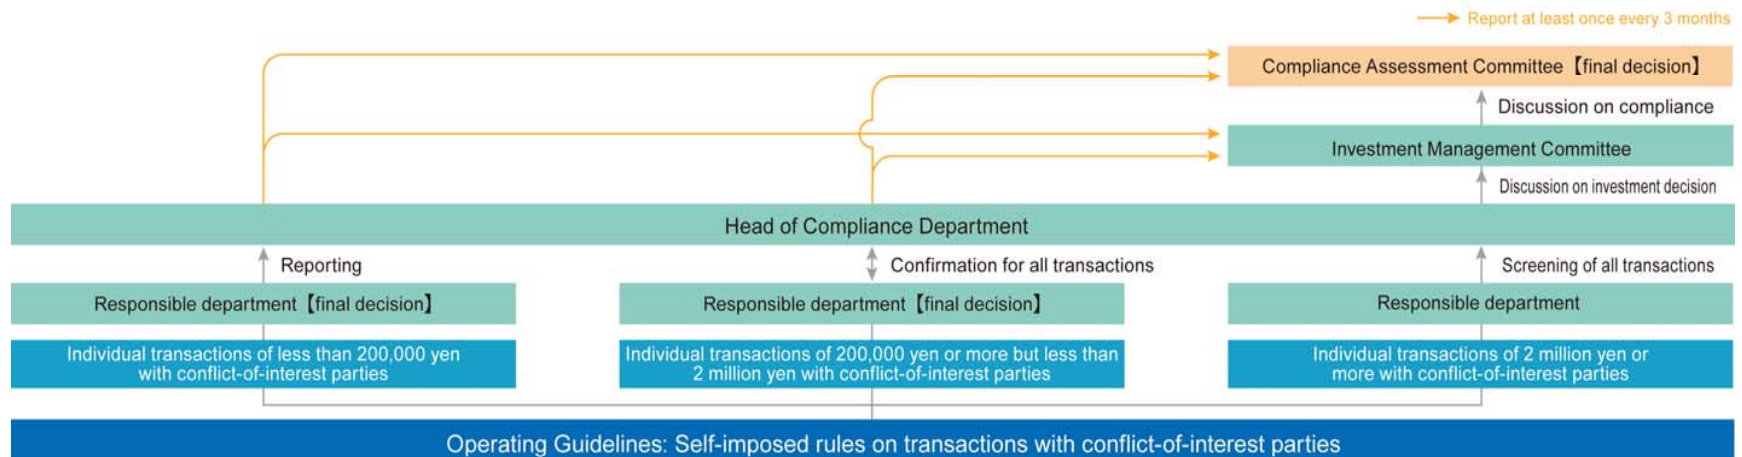 Report at least once every 3 months
Compliance Assessment Committee【final decision】
Discussion on compliance
Investment Management Committee
Discussion on investment decision
Head of Compliance Department
Reporting
Confirmation for all transactions
Screening of all transactions
Responsible department【final decision】
Responsible department【final decision】
Responsible department
Individual transactions of less than 200,000 yen
with conflict-of-interest parties
Individual transactions of 200,000 yen or more but less than
2 million yen with conflict-of-interest parties
Individual transactions of 2 million yen or
more with conflict-of-interest parties
Operating Guidelines: Self-imposed rules on transactions with conflict-of-interest parties